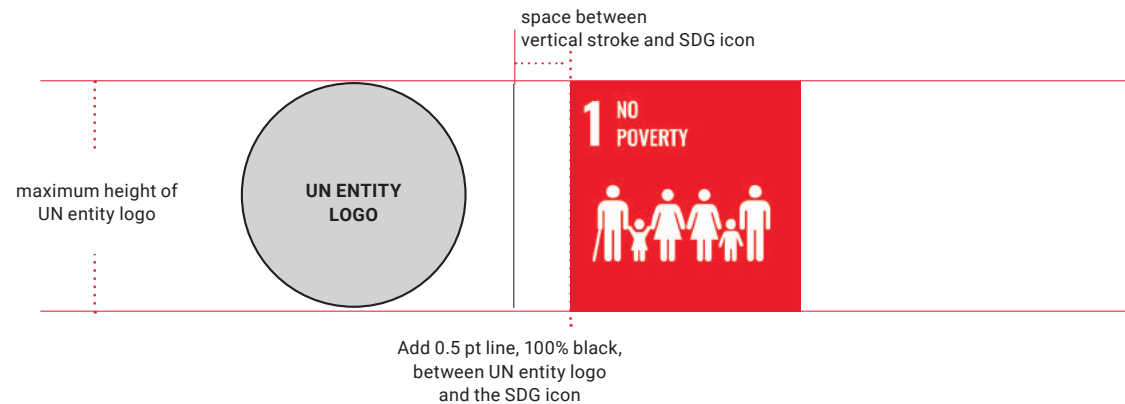 space between
vertical stroke and SDG icon
maximum height of
UN entity logo
UN ENTITY
LOGO
1 NO
POVERTY
Add 0.5 pt line, 100% black,
between UN entity logo
and the SDG icon